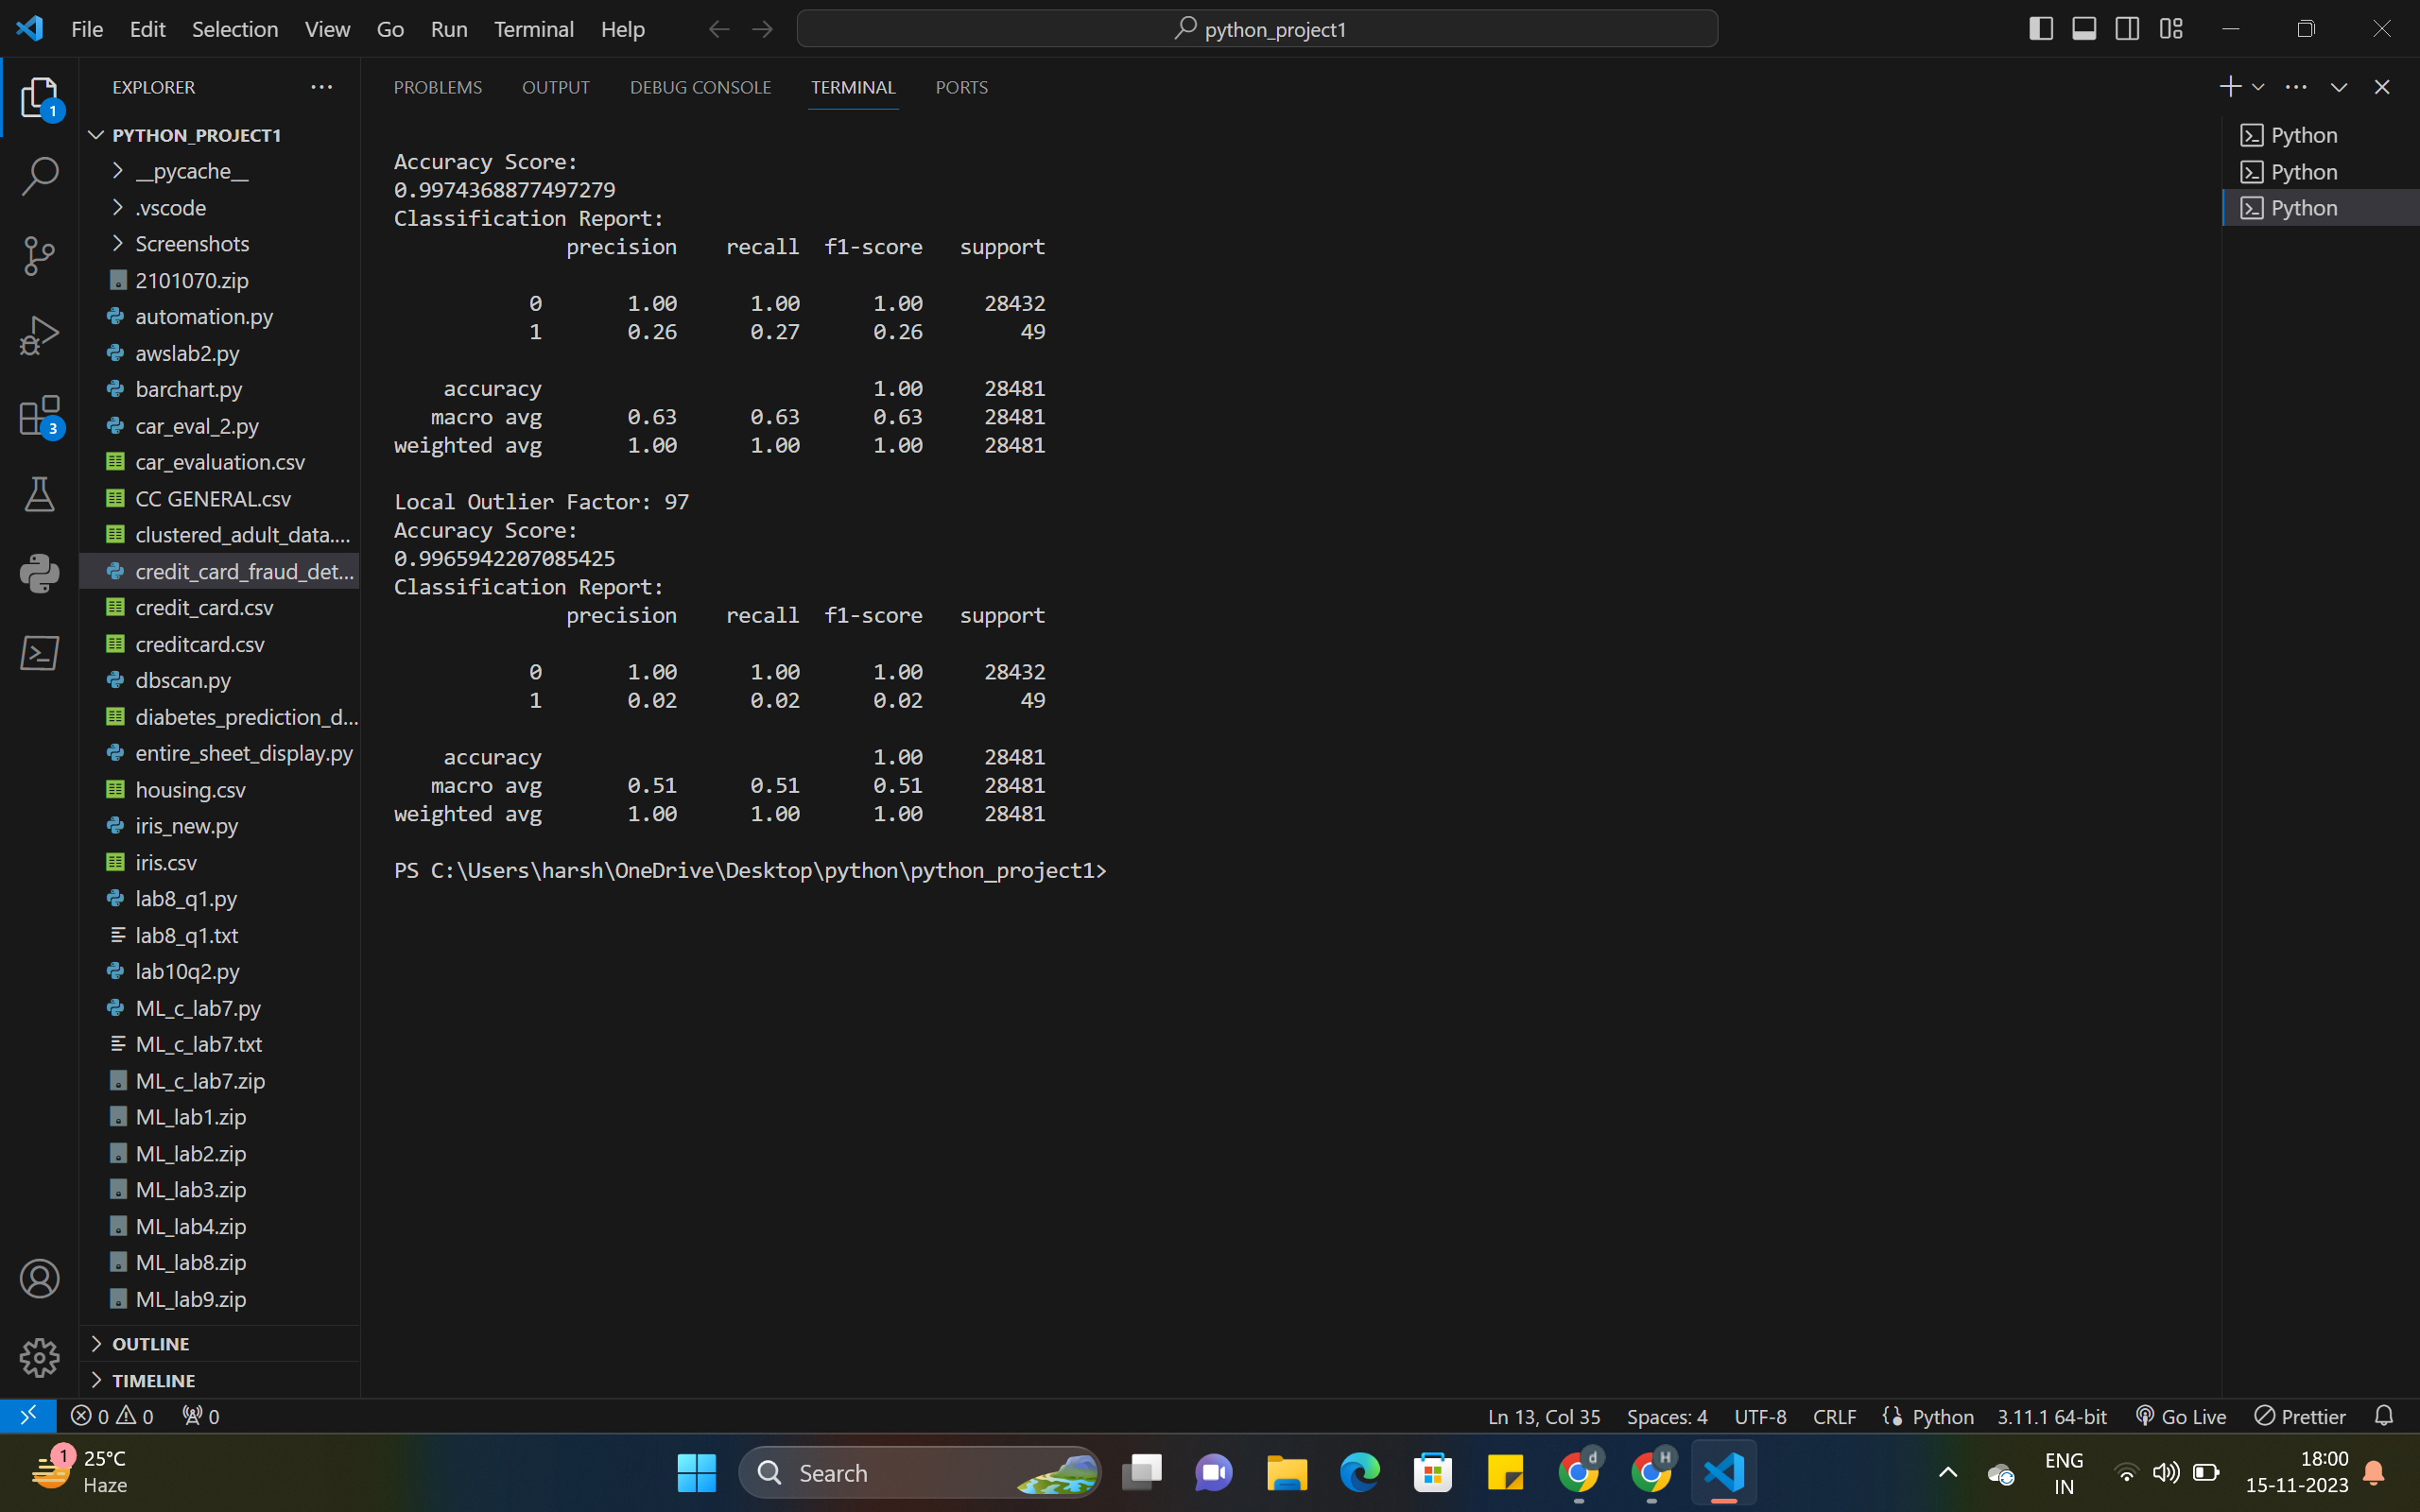 File Edit Selection View Go Run Terminal Help
python_project1
EXPLORER
PROBLEMS OUTPUT DEBUG CONSOLE TERMINAL PORTS
1
3
PYTHON_PROJECT1
__pycache__
.vscode
Screenshots
2101070.zip
automation.py
awslab2.py
barchart.py
car_eval_2.py
car_evaluation.csv
CC GENERAL.csv
clustered_adult_data....
credit_card_fraud_det...
credit_card.csv
creditcard.csv
dbscan.py
diabetes_prediction_d...
entire_sheet_display.py
housing.csv
iris_new.py
iris.csv
lab8_q1.py
lab8_q1.txt
lab10q2.py
ML_c_lab7.py
ML_c_lab7.txt
ML_c_lab7.zip
ML_lab1.zip
ML_lab2.zip
ML_lab3.zip
ML_lab4.zip
ML_lab8.zip
ML_lab9.zip
OUTLINE
TIMELINE
Accuracy Score:
0.9974368877497279
Classification Report:
precision recall f1-score support
0 1.00 1.00 1.00 28432
1 0.26 0.27 0.26 49
accuracy 1.00 28481
macro avg 0.63 0.63 0.63 28481
weighted avg 1.00 1.00 1.00 28481
Local Outlier Factor: 97
Accuracy Score:
0.9965942207085425
Classification Report:
precision recall f1-score support
0 1.00 1.00 1.00 28432
1 0.02 0.02 0.02 49
accuracy 1.00 28481
macro avg 0.51 0.51 0.51 28481
weighted avg 1.00 1.00 1.00 28481
PS C:\Users\harsh\OneDrive\Desktop\python\python_project1>
Python
Python
Python
0 0 0
Ln 13, Col 35 Spaces: 4 UTF-8 CRLF Python 3.11.1 64-bit Go Live Prettier
1
25°C
Haze
Search
d
H
ENG
IN
18:00
15-11-2023